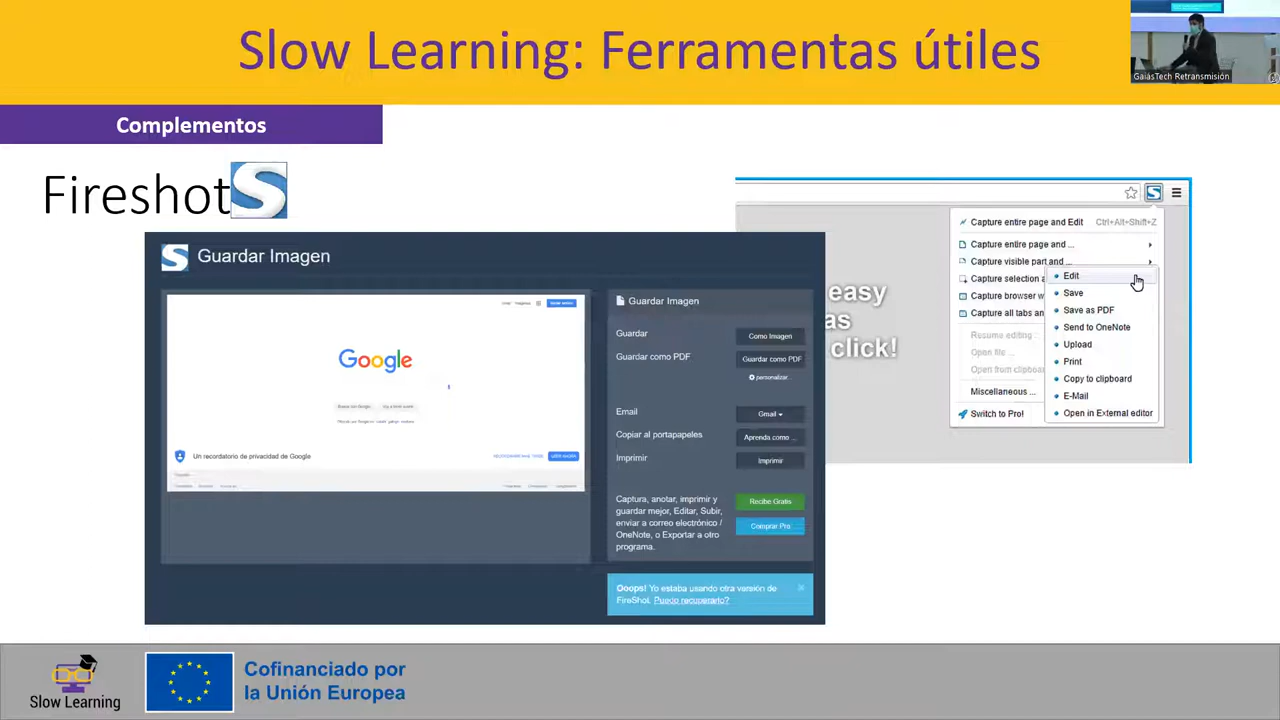 Slow Learning: Ferramentas útiles
GaiásTech Retransmisión
Complementos
Fireshot
Guardar Imagen
Google
Un recordatorio de privacidad de Google
Guardar Imagen
Guardar
Como Imagen
Guardar como PDF
Guardar como PDF
personalizar...
Email
Gmail
Copiar al portapapeles
Aprenda como ...
Imprimir
Imprimir
Captura, anotar, imprimir y
guardar mejor, Editar, Subir,
enviar a correo electrónico /
OneNote, o Exportar a otro
programa.
Recibe Gratis
Comprar Pro
Ooops! Yo estaba usando otra versión de
FireShot. Puedo recuperarlo?
easy
as
click!
Capture entire page and Edit Ctrl+Alt+Shift+Z
Capture entire page and ...
Capture visible part and ...
Capture selection a
Capture browser w
Capture all tabs an
Resume editing
Open file ...
Open from clipboa
Miscellaneous ...
Switch to Pro!
Edit
Save
Save as PDF
Send to OneNote
Upload
Print
Copy to clipboard
E-Mail
Open in External editor
Slow Learning
Cofinanciado por
la Unión Europea